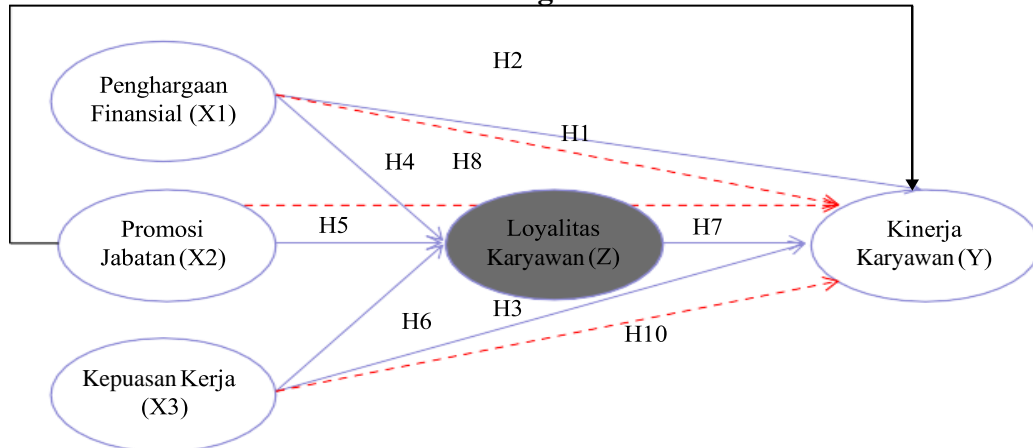 H2
Penghargaan
Finansial (X1)
H1
H4
H8
Promosi
Jabatan (X2)
H5
Loyalitas
Karyawan (Z)
H7
Kinerja
Karyawan (Y)
H3
H6
H10
Kepuasan Kerja
(X3)